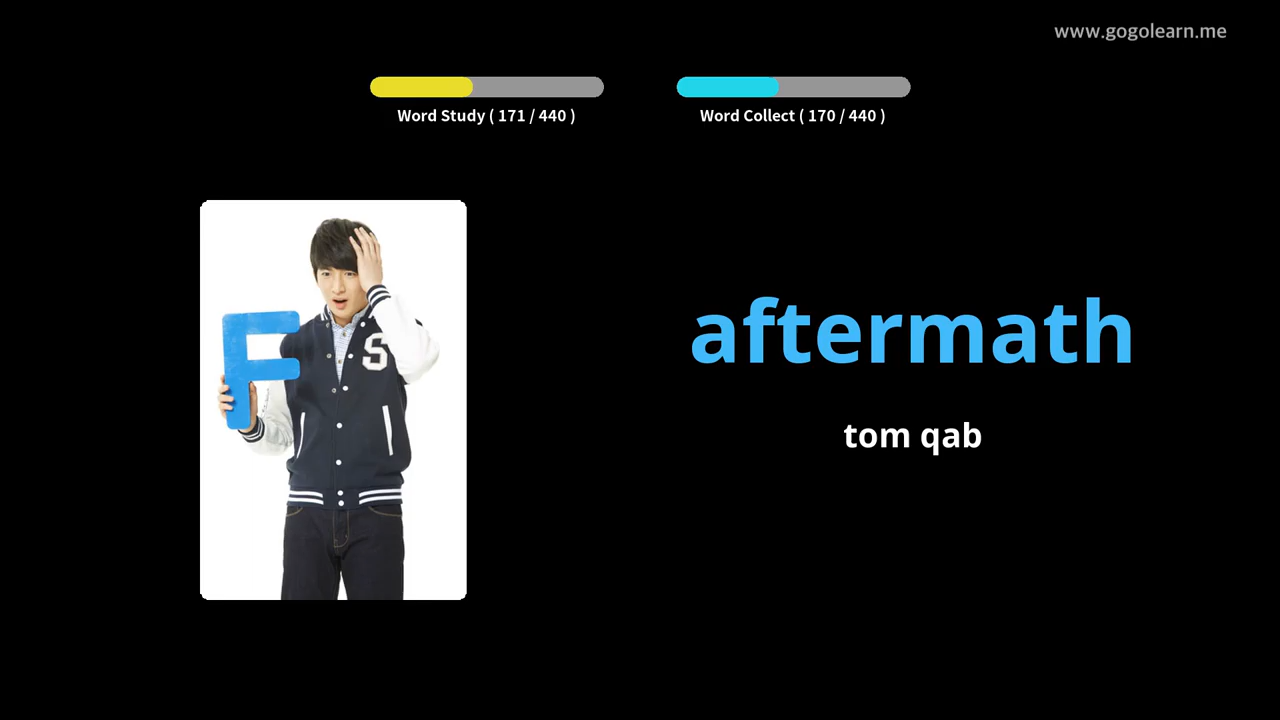 www.gogolearn.me
Word Study ( 171 / 440 )
Word Collect ( 170 / 440 )
F
S
aftermath
tom qab